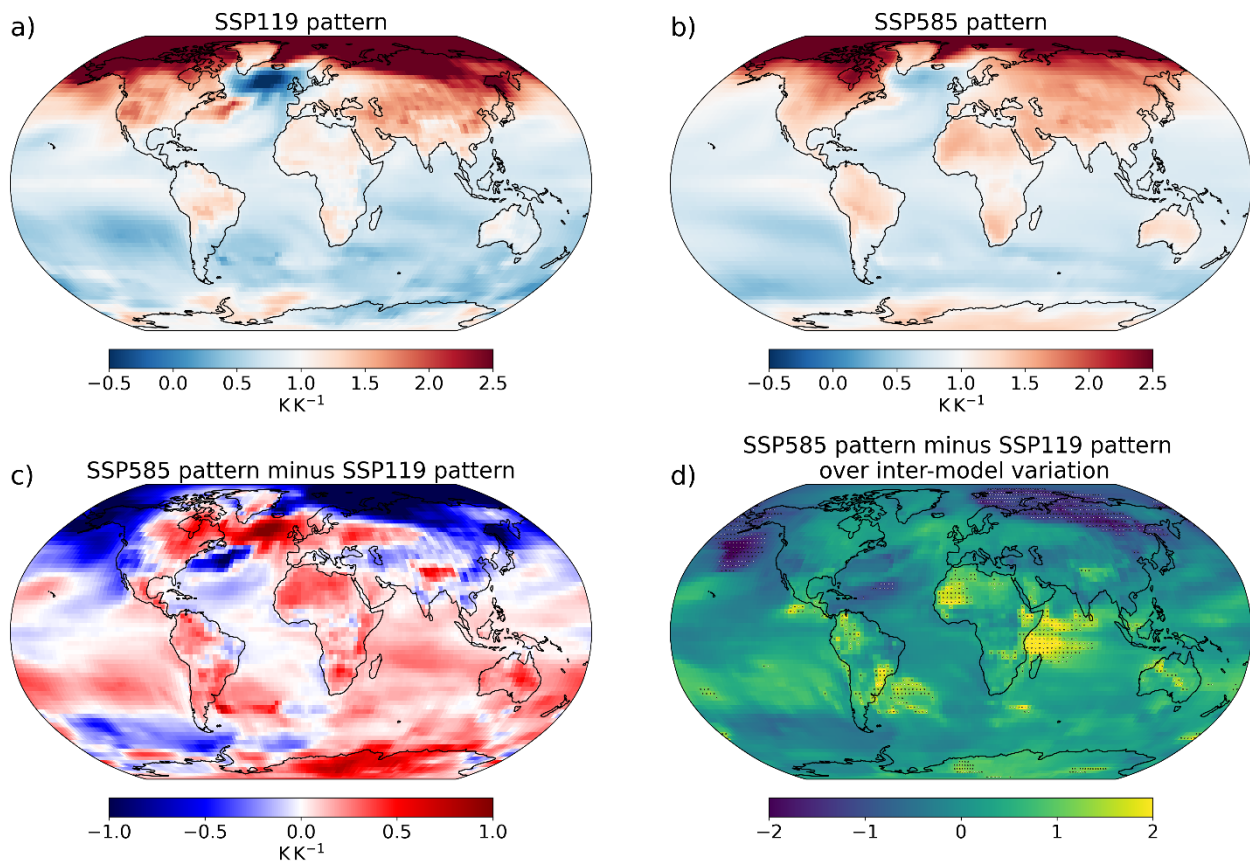 a)
SSP119 pattern
−0.5 0.0 0.5 1.0 1.5 2.0 2.5
K K⁻¹
b)
SSP585 pattern
−0.5 0.0 0.5 1.0 1.5 2.0 2.5
K K⁻¹
c)
SSP585 pattern minus SSP119 pattern
−1.0 −0.5 0.0 0.5 1.0
K K⁻¹
d)
SSP585 pattern minus SSP119 pattern
over inter-model variation
−2 −1 0 1 2